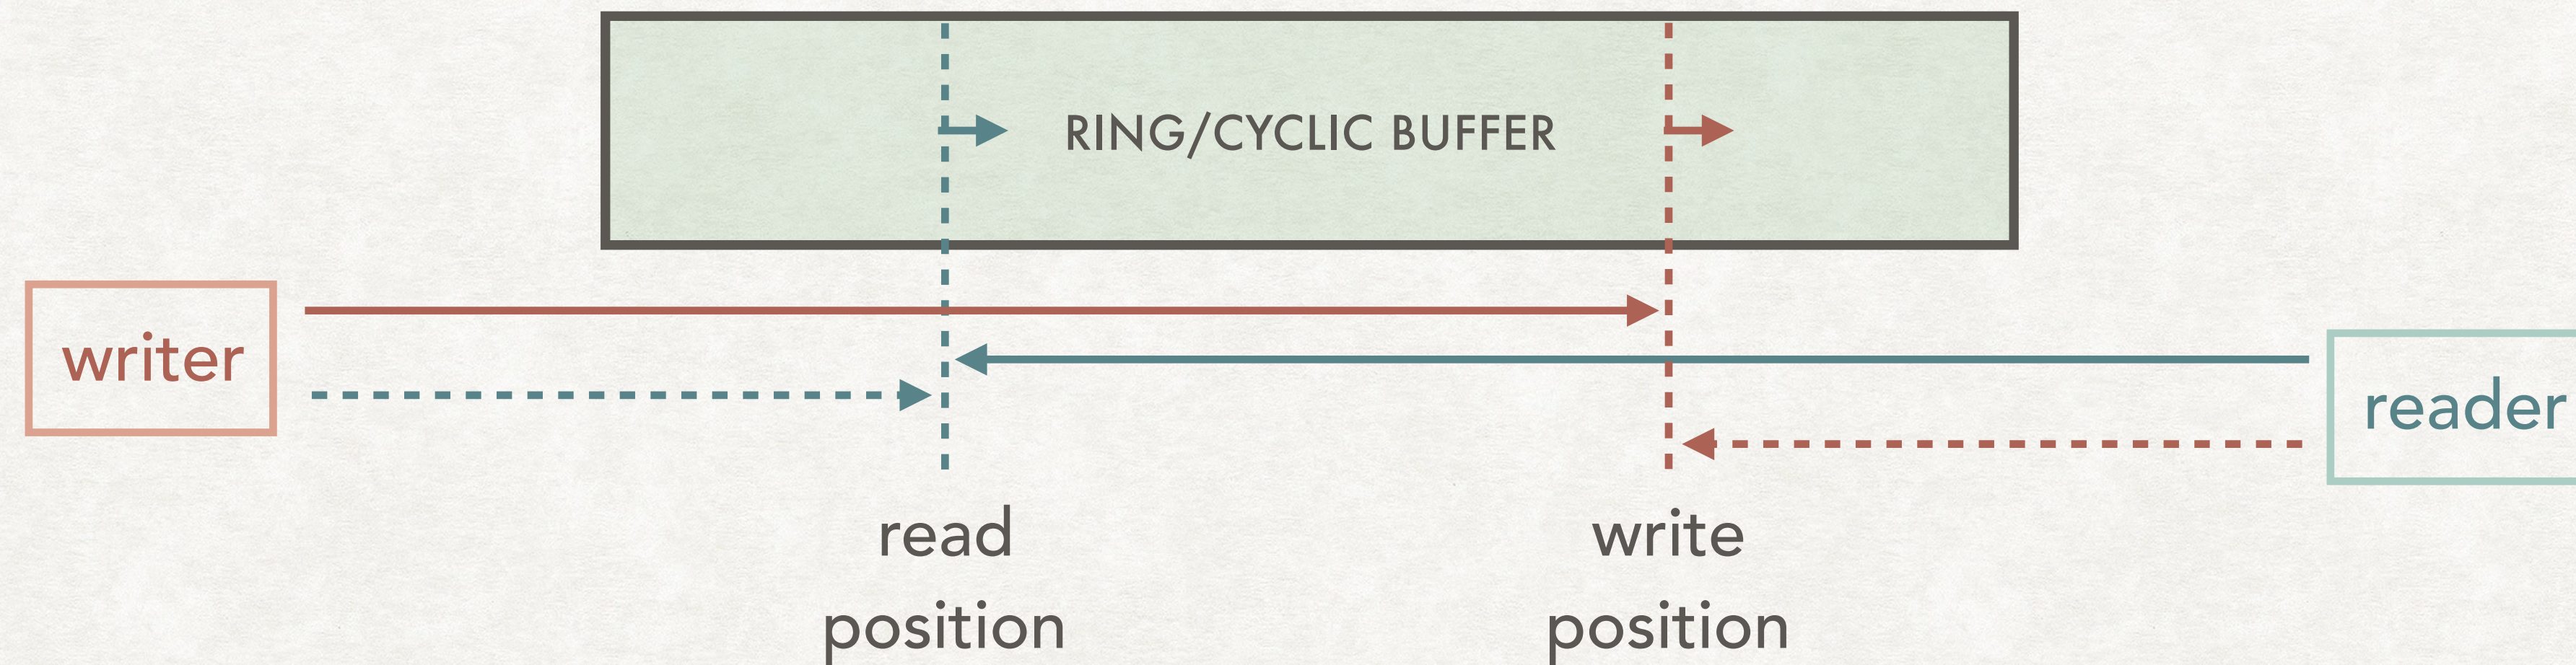 RING/CYCLIC BUFFER
writer
reader
read
position
write
position